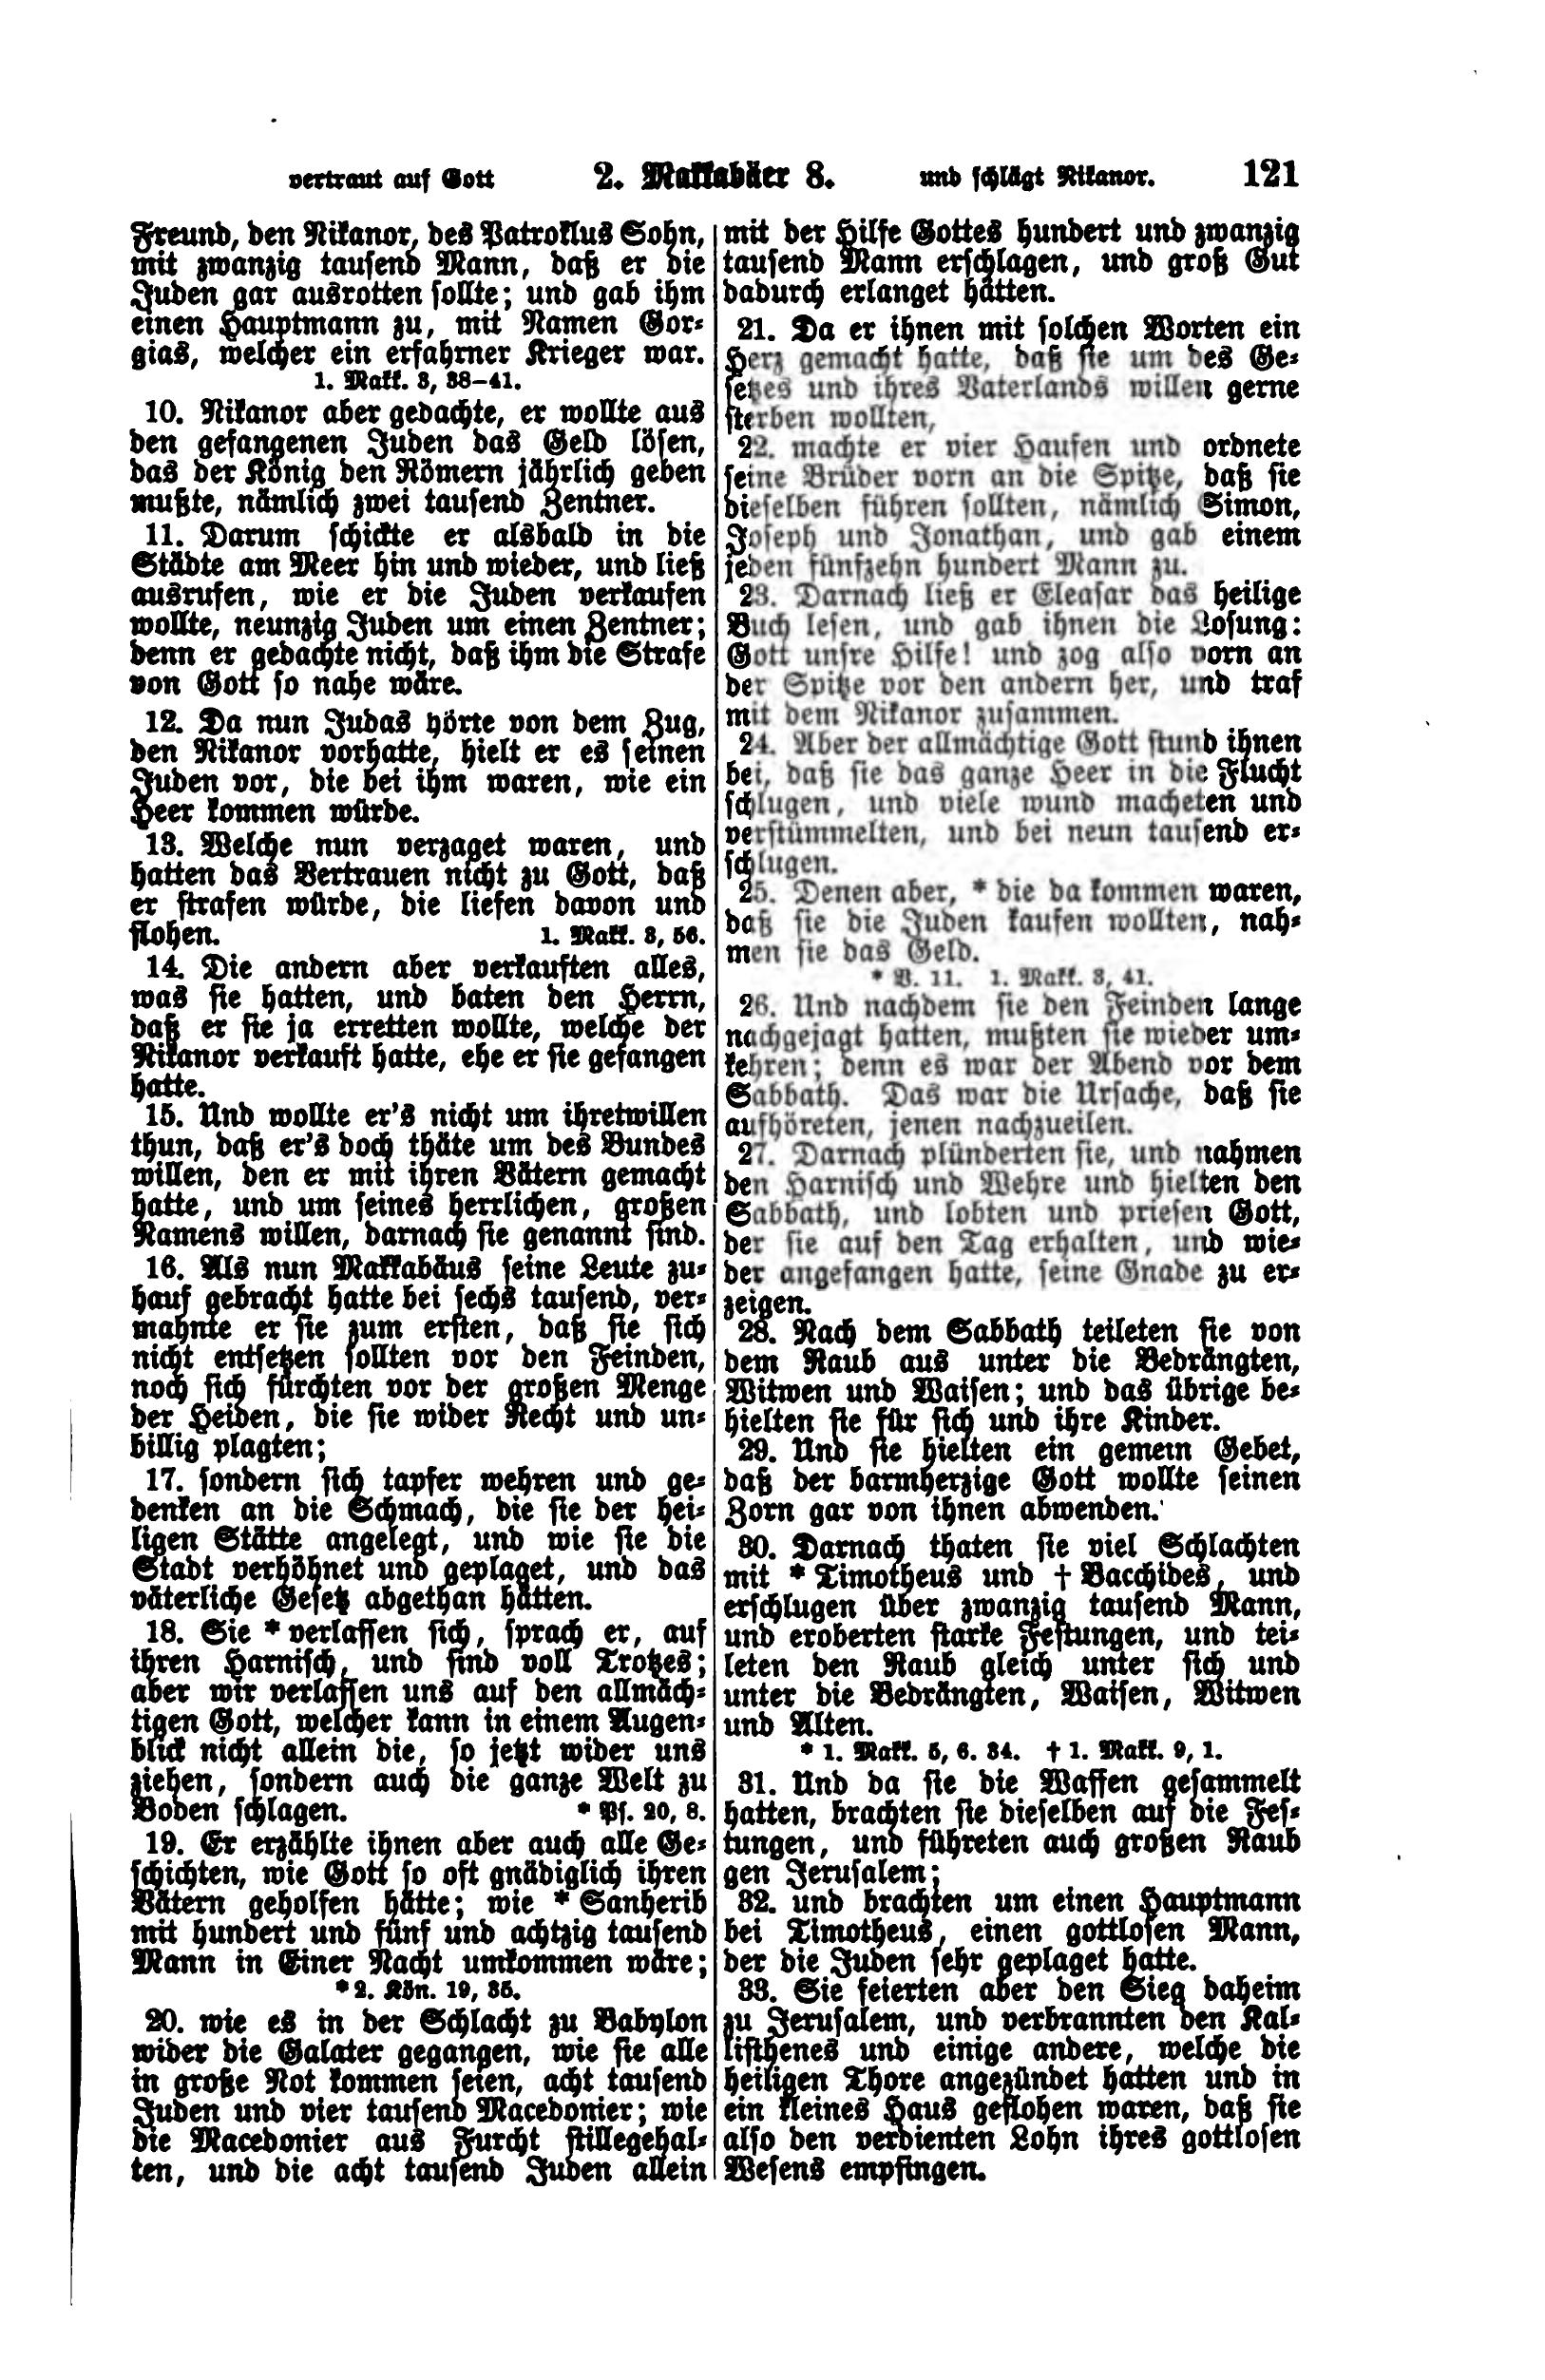 vertraut auf Gott 2. Makkabäer 8. und schlägt Nikanor. 121
Freund, den Nikanor, des Patroklus Sohn,
mit zwanzig tausend Mann, daß er die
Juden gar ausrotten sollte; und gab ihm
einen Hauptmann zu, mit Namen Gor-
gias, welcher ein erfahrner Krieger war.
1. Makk. 3, 38–41.
10. Nikanor aber gedachte, er wollte aus
den gefangenen Juden das Geld lösen,
das der König den Römern jährlich geben
mußte, nämlich zwei tausend Zentner.
11. Darum schickte er alsbald in die
Städte am Meer hin und wieder, und ließ
ausrufen, wie er die Juden verkaufen
wollte, neunzig Juden um einen Zentner;
denn er gedachte nicht, daß ihm die Strafe
von Gott so nahe wäre.
12. Da nun Judas hörte von dem Zug,
den Nikanor vorhatte, hielt er es seinen
Juden vor, die bei ihm waren, wie ein
Heer kommen würde.
13. Welche nun verzaget waren, und
hatten das Vertrauen nicht zu Gott, daß
er strafen würde, die liefen davon und
flohen. 1. Makk. 3, 56.
14. Die andern aber verkauften alles,
was sie hatten, und baten den Herrn,
daß er sie ja erretten wollte, welche der
Nikanor verkauft hatte, ehe er sie gefangen
hatte.
15. Und wollte er's nicht um ihretwillen
thun, daß er's doch thäte um des Bundes
willen, den er mit ihren Vätern gemacht
hatte, und um seines herrlichen, großen
Namens willen, darnach sie genannt sind.
16. Als nun Makkabäus seine Leute zu-
hauf gebracht hatte bei sechs tausend, ver-
mahnte er sie zum ersten, daß sie sich
nicht entsetzen sollten vor den Feinden,
noch sich fürchten vor der großen Menge
der Heiden, die sie wider Recht und un-
billig plagten;
17. sondern sich tapfer wehren und ge-
denken an die Schmach, die sie der hei-
ligen Stätte angelegt, und wie sie die
Stadt verhöhnet und geplaget, und das
väterliche Gesetz abgethan hätten.
18. Sie * verlassen sich, sprach er, auf
ihren Harnisch, und sind voll Trotzes;
aber wir verlassen uns auf den allmäch-
tigen Gott, welcher kann in einem Augen-
blick nicht allein die, so jetzt wider uns
ziehen, sondern auch die ganze Welt zu
Boden schlagen. * Ps. 20, 8.
19. Er erzählte ihnen aber auch alle Ge-
schichten, wie Gott so oft gnädiglich ihren
Vätern geholfen hätte; wie * Sanherib
mit hundert und fünf und achtzig tausend
Mann in Einer Nacht umkommen wäre;
* 2. Kön. 19, 35.
20. wie es in der Schlacht zu Babylon
wider die Galater gegangen, wie sie alle
in große Not kommen seien, acht tausend
Juden und vier tausend Macedonier; wie
die Macedonier aus Furcht stillegehal-
ten, und die acht tausend Juden allein
mit der Hilfe Gottes hundert und zwanzig
tausend Mann erschlagen, und groß Gut
dadurch erlanget hätten.
21. Da er ihnen mit solchen Worten ein
Herz gemacht hatte, daß sie um des Ge-
setzes und ihres Vaterlands willen gerne
sterben wollten,
22. machte er vier Haufen und ordnete
seine Brüder vorn an die Spitze, daß sie
dieselben führen sollten, nämlich Simon,
Joseph und Jonathan, und gab einem
jeden fünfzehn hundert Mann zu.
23. Darnach ließ er Eleasar das heilige
Buch lesen, und gab ihnen die Losung:
Gott unsre Hilfe! und zog also vorn an
der Spitze vor den andern her, und traf
mit dem Nikanor zusammen.
24. Aber der allmächtige Gott stund ihnen
bei, daß sie das ganze Heer in die Flucht
schlugen, und viele wund macheten und
verstümmelten, und bei neun tausend er-
schlugen.
25. Denen aber, * die da kommen waren,
daß sie die Juden kaufen wollten, nah-
men sie das Geld.
* V. 11. 1. Makk. 3, 41.
26. Und nachdem sie den Feinden lange
nachgejagt hatten, mußten sie wieder um-
kehren; denn es war der Abend vor dem
Sabbath. Das war die Ursache, daß sie
aufhöreten, jenen nachzueilen.
27. Darnach plünderten sie, und nahmen
den Harnisch und Wehre und hielten den
Sabbath, und lobten und priesen Gott,
der sie auf den Tag erhalten, und wie-
der angefangen hatte, seine Gnade zu er-
zeigen.
28. Nach dem Sabbath teileten sie von
dem Raub aus unter die Bedrängten,
Witwen und Waisen; und das übrige be-
hielten sie für sich und ihre Kinder.
29. Und sie hielten ein gemein Gebet,
daß der barmherzige Gott wollte seinen
Zorn gar von ihnen abwenden.
30. Darnach thaten sie viel Schlachten
mit * Timotheus und † Bacchides, und
erschlugen über zwanzig tausend Mann,
und eroberten starke Festungen, und tei-
leten den Raub gleich unter sich und
unter die Bedrängten, Waisen, Witwen
und Alten.
* 1. Makk. 5, 6. 34. † 1. Makk. 9, 1.
31. Und da sie die Waffen gesammelt
hatten, brachten sie dieselben auf die Fes-
tungen, und führeten auch großen Raub
gen Jerusalem;
32. und brachten um einen Hauptmann
bei Timotheus, einen gottlosen Mann,
der die Juden sehr geplaget hatte.
33. Sie feierten aber den Sieg daheim
zu Jerusalem, und verbrannten den Kal-
listhenes und einige andere, welche die
heiligen Thore angezündet hatten und in
ein kleines Haus geflohen waren, daß sie
also den verdienten Lohn ihres gottlosen
Wesens empfingen.